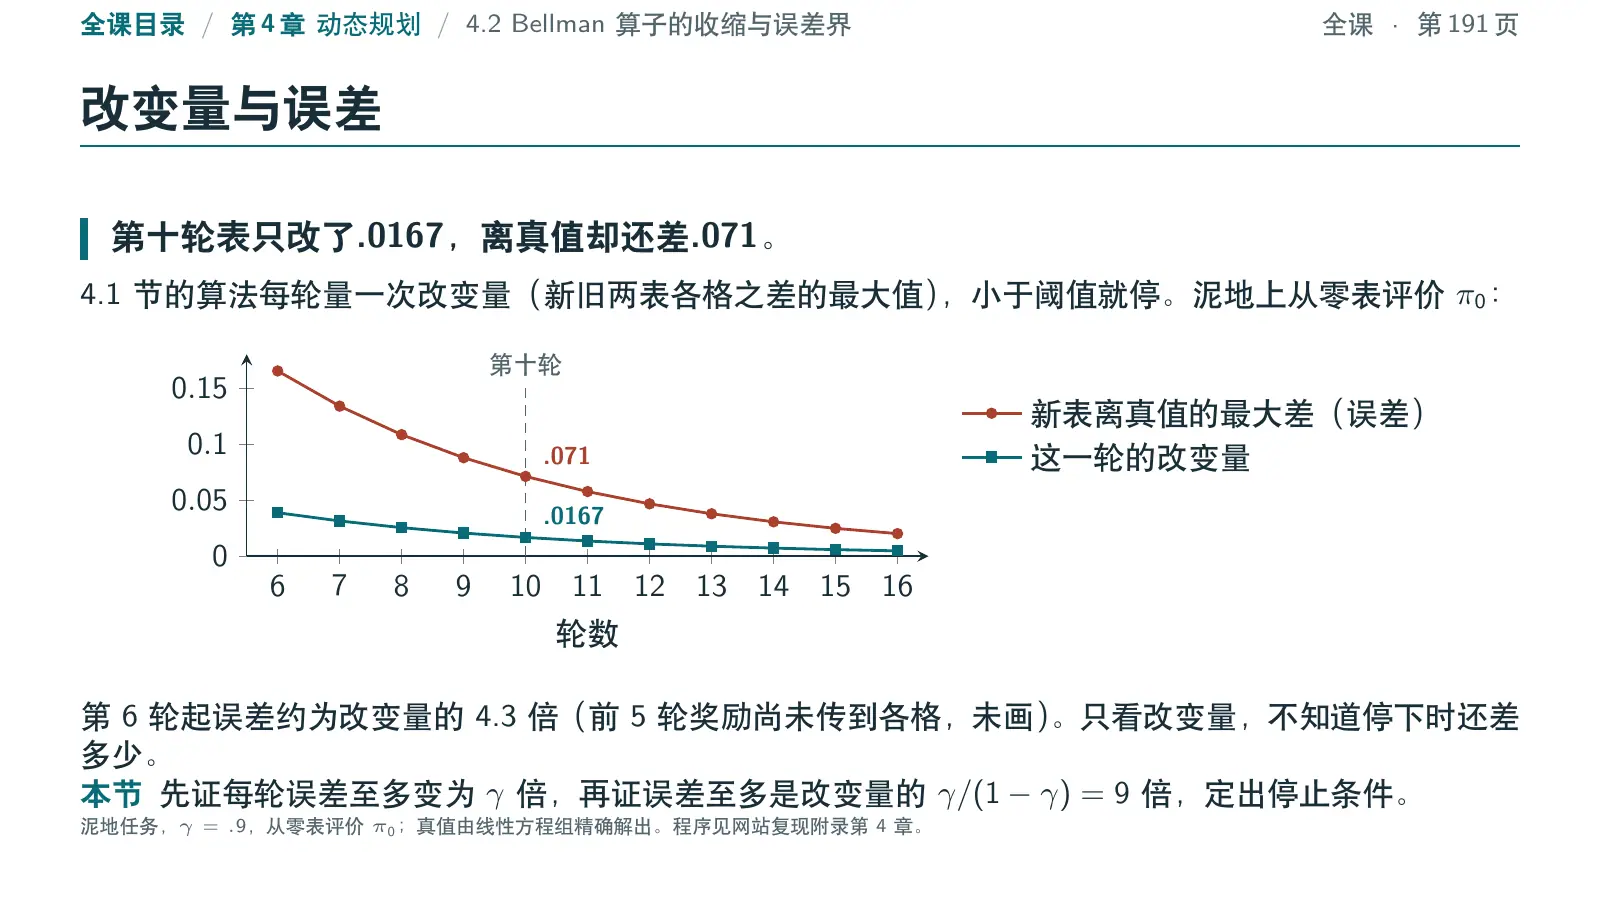 全课目录 / 第 4 章 动态规划 / 4.2 Bellman 算子的收缩与误差界
全课 · 第 191 页
改变量与误差
第十轮表只改了.0167，离真值却还差.071。
4.1 节的算法每轮量一次改变量（新旧两表各格之差的最大值），小于阈值就停。泥地上从零表评价 π₀：
第十轮
0.15
0.1
0.05
0
.071
.0167
6 7 8 9 10 11 12 13 14 15 16
轮数
新表离真值的最大差（误差）
这一轮的改变量
第 6 轮起误差约为改变量的 4.3 倍（前 5 轮奖励尚未传到各格，未画）。只看改变量，不知道停下时还差
多少。
本节 先证每轮误差至多变为 γ 倍，再证误差至多是改变量的 γ/(1 − γ) = 9 倍，定出停止条件。
泥地任务，γ = .9，从零表评价 π₀；真值由线性方程组精确解出。程序见网站复现附录第 4 章。